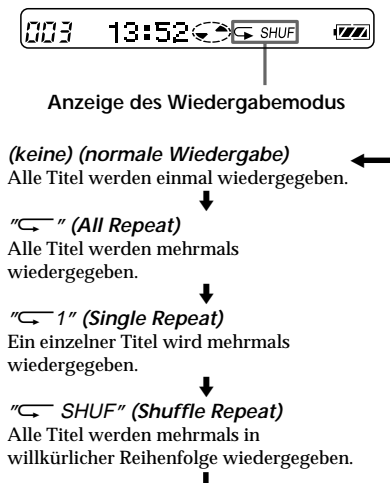 003 13:52 SHUF
Anzeige des Wiedergabemodus
(keine) (normale Wiedergabe)
Alle Titel werden einmal wiedergegeben.
" " (All Repeat)
Alle Titel werden mehrmals
wiedergegeben.
" 1" (Single Repeat)
Ein einzelner Titel wird mehrmals
wiedergegeben.
" SHUF" (Shuffle Repeat)
Alle Titel werden mehrmals in
willkürlicher Reihenfolge wiedergegeben.